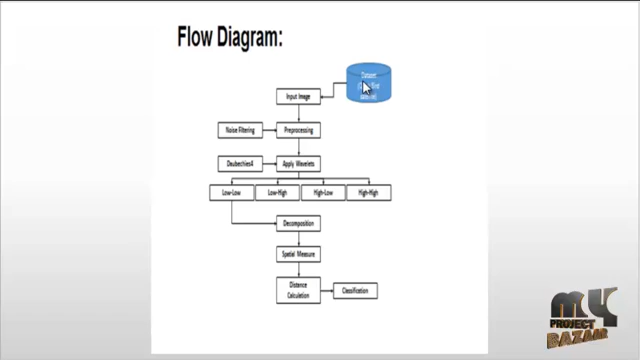 Flow Diagram:
Dataset
Input Image
Noise Filtering
Preprocessing
Daubechies4
Apply Wavelets
Low-Low
Low-High
High-Low
High-High
Decomposition
Spatial Measure
Distance
Calculation
Classification
MY
PROJECT
BAZAAR